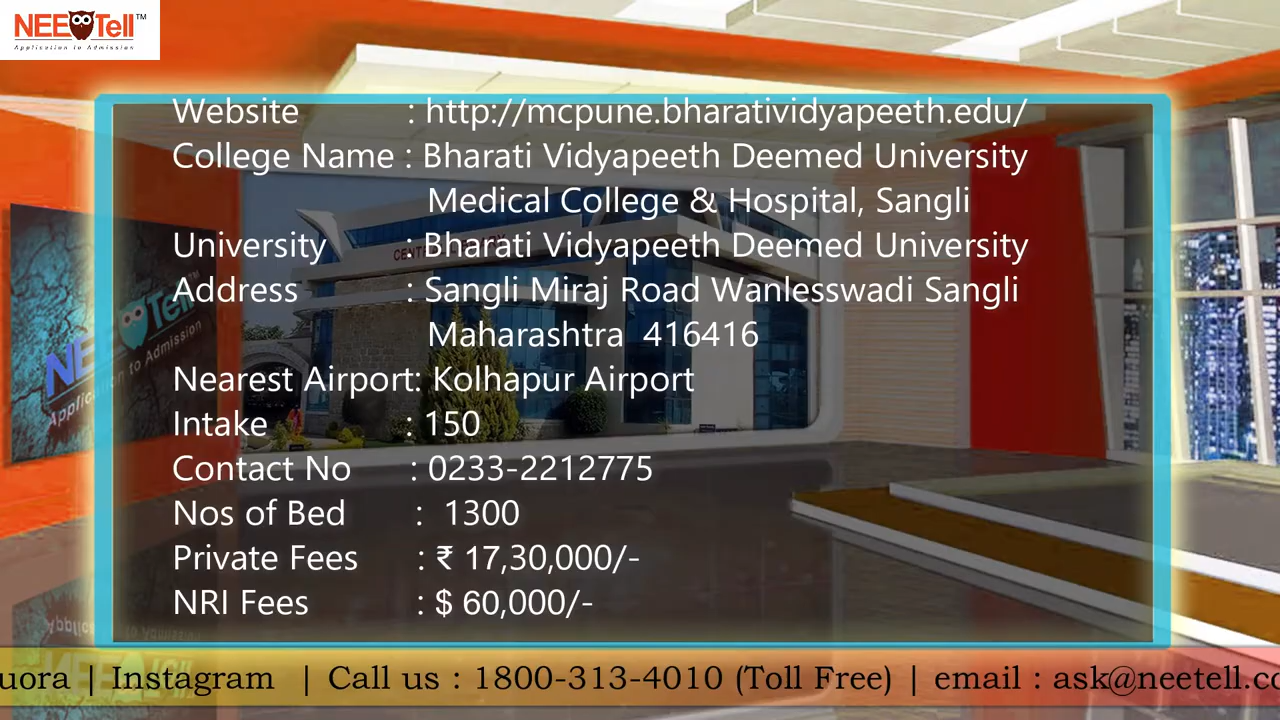 NEETell™
Application to Admission
Website : http://mcpune.bharatividyapeeth.edu/
College Name : Bharati Vidyapeeth Deemed University
Medical College & Hospital, Sangli
University : Bharati Vidyapeeth Deemed University
Address : Sangli Miraj Road Wanlesswadi Sangli
Maharashtra 416416
Nearest Airport: Kolhapur Airport
Intake : 150
Contact No : 0233-2212775
Nos of Bed : 1300
Private Fees : ₹ 17,30,000/-
NRI Fees : $ 60,000/-
| Instagram | Call us : 1800-313-4010 (Toll Free) | email : ask@neetell.co